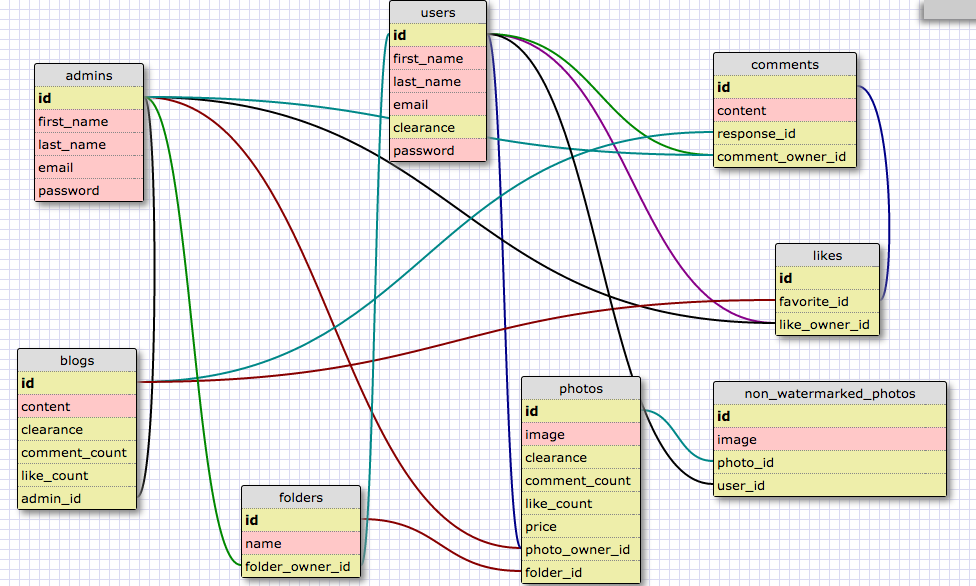 users
id
first_name
last_name
email
clearance
password
admins
id
first_name
last_name
email
password
comments
id
content
response_id
comment_owner_id
likes
id
favorite_id
like_owner_id
blogs
id
content
clearance
comment_count
like_count
admin_id
photos
id
image
clearance
comment_count
like_count
price
photo_owner_id
folder_id
non_watermarked_photos
id
image
photo_id
user_id
folders
id
name
folder_owner_id